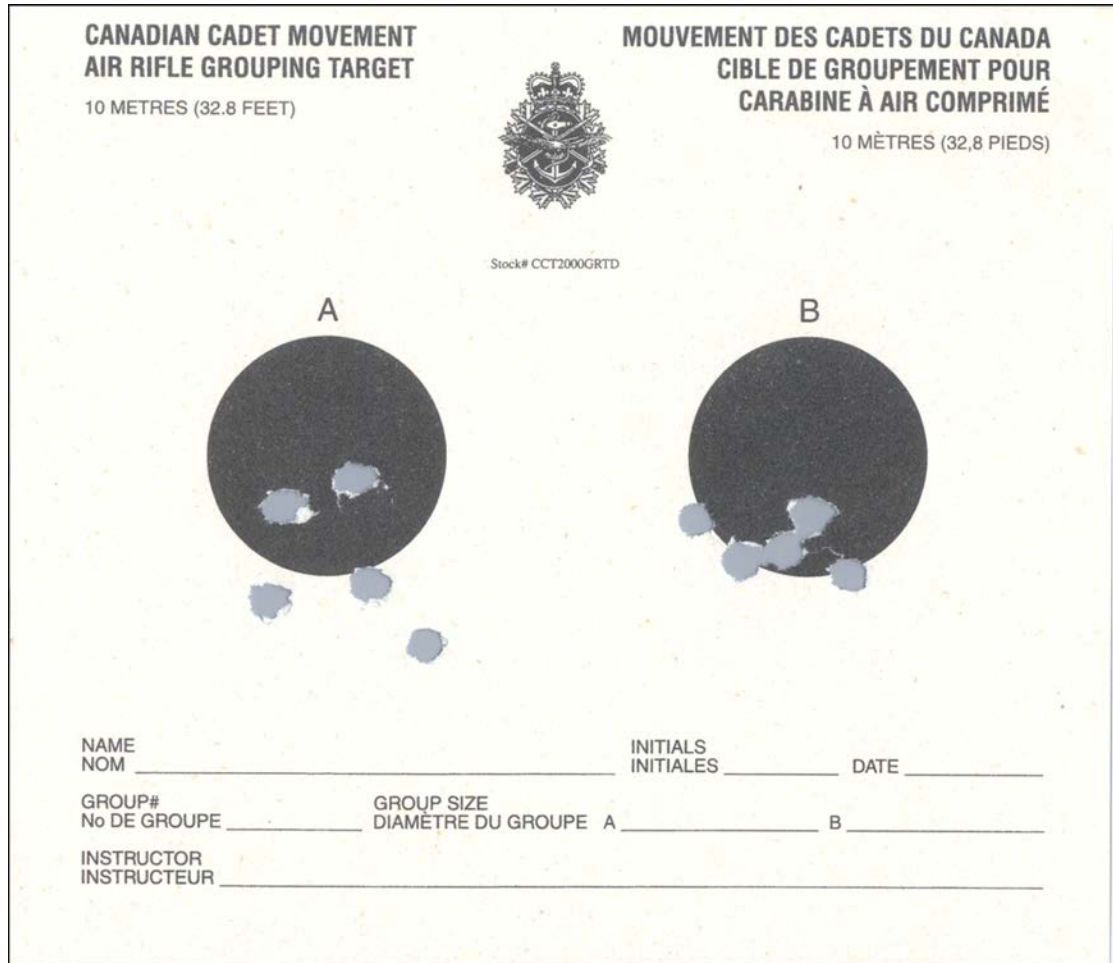 CANADIAN CADET MOVEMENT
AIR RIFLE GROUPING TARGET
10 METRES (32.8 FEET)
MOUVEMENT DES CADETS DU CANADA
CIBLE DE GROUPEMENT POUR
CARABINE À AIR COMPRIMÉ
10 MÈTRES (32,8 PIEDS)
Stock# CCT2000GRTD
A
B
NAME
NOM
INITIALS
INITIALES
DATE
GROUP#
No DE GROUPE
GROUP SIZE
DIAMÈTRE DU GROUPE A
B
INSTRUCTOR
INSTRUCTEUR